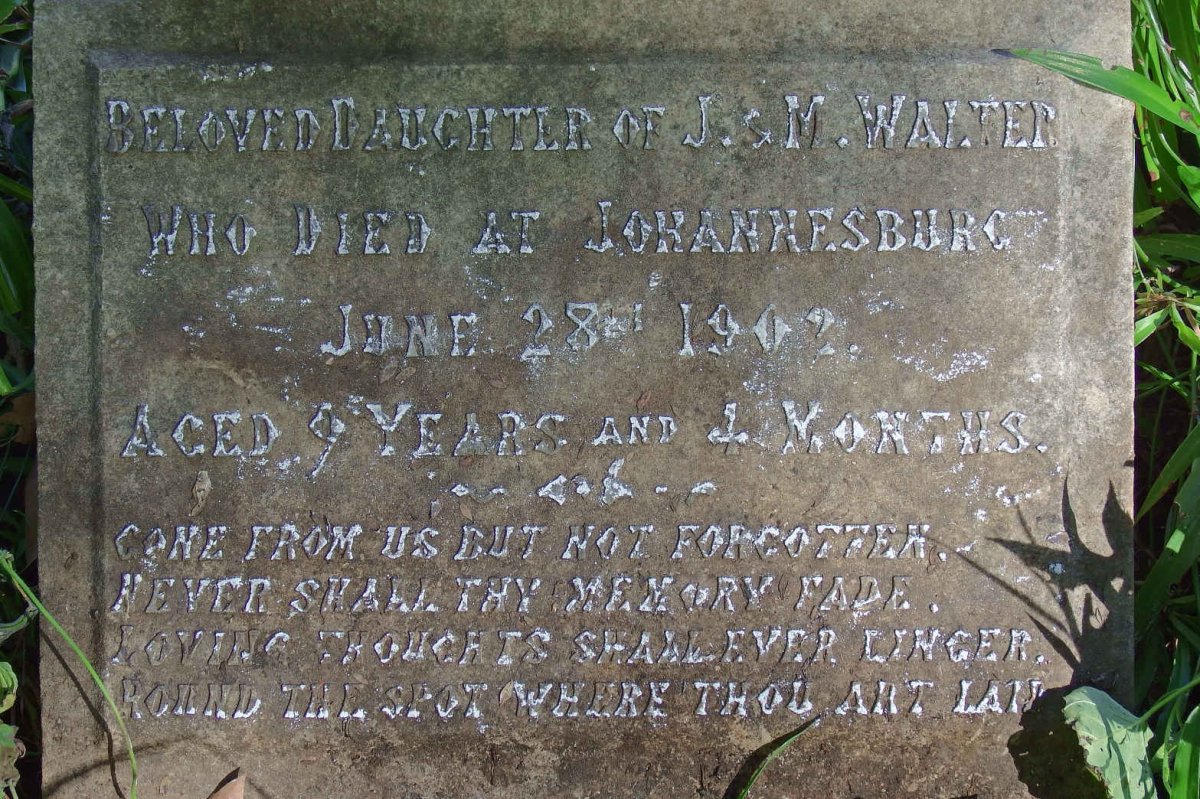 BELOVED DAUGHTER OF J. & M. WALTER
WHO DIED AT JOHANNESBURG
JUNE 28TH 1902.
AGED 9 YEARS AND 4 MONTHS.
GONE FROM US BUT NOT FORGOTTEN,
NEVER SHALL THY MEMORY FADE.
LOVING THOUGHTS SHALL EVER LINGER.
ROUND THE SPOT WHERE THOU ART LAID